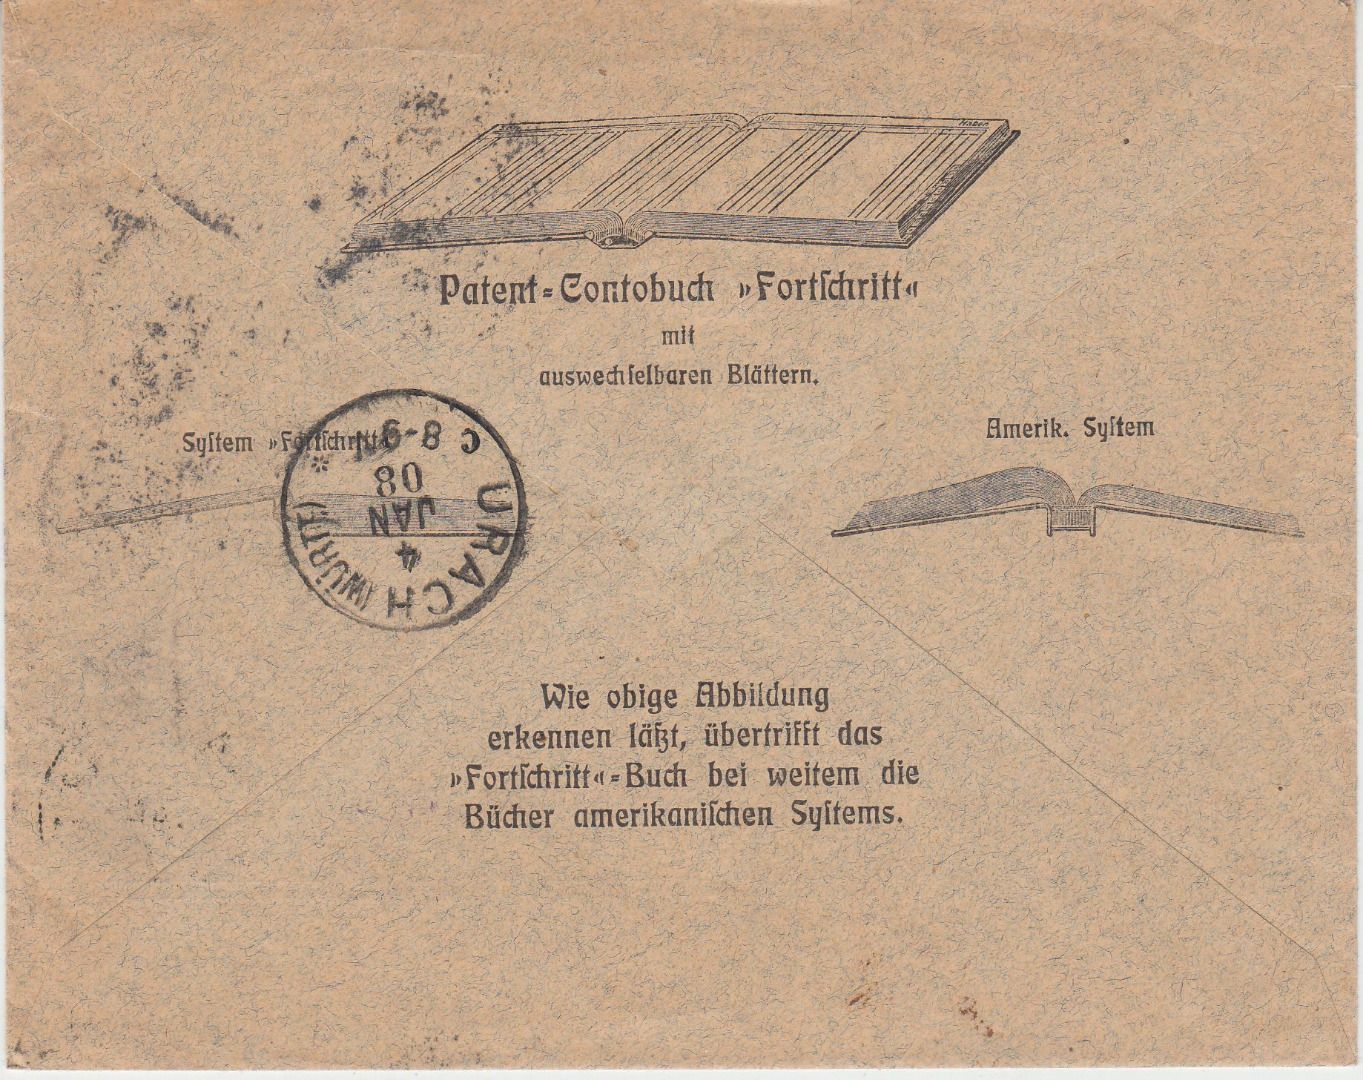 Patent-Contobuch »Fortſchritt«
mit
auswechſelbaren Blättern.
Syſtem »Fortſchritt«
Amerik. Syſtem
URACH (WÜRTT)
4
JAN
08
8-9N
C
Wie obige Abbildung
erkennen läßt, übertrifft das
»Fortſchritt«-Buch bei weitem die
Bücher amerikaniſchen Syſtems.